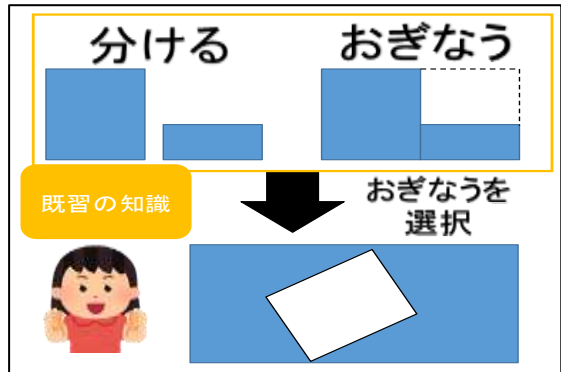 分ける
おぎなう
既習の知識
おぎなうを
選択